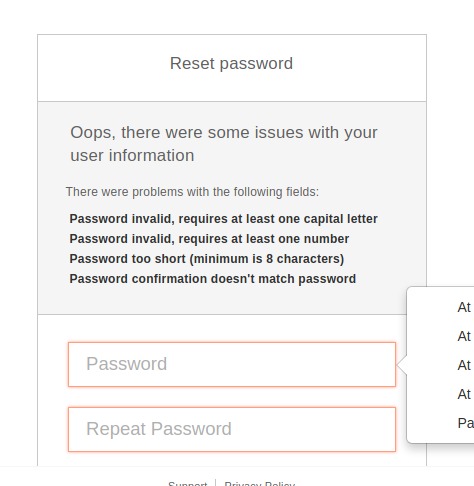 Reset password
Oops, there were some issues with your
user information
There were problems with the following fields:
Password invalid, requires at least one capital letter
Password invalid, requires at least one number
Password too short (minimum is 8 characters)
Password confirmation doesn't match password
At
At
Password
At
At
Repeat Password
Pa
Support
Privacy Policy